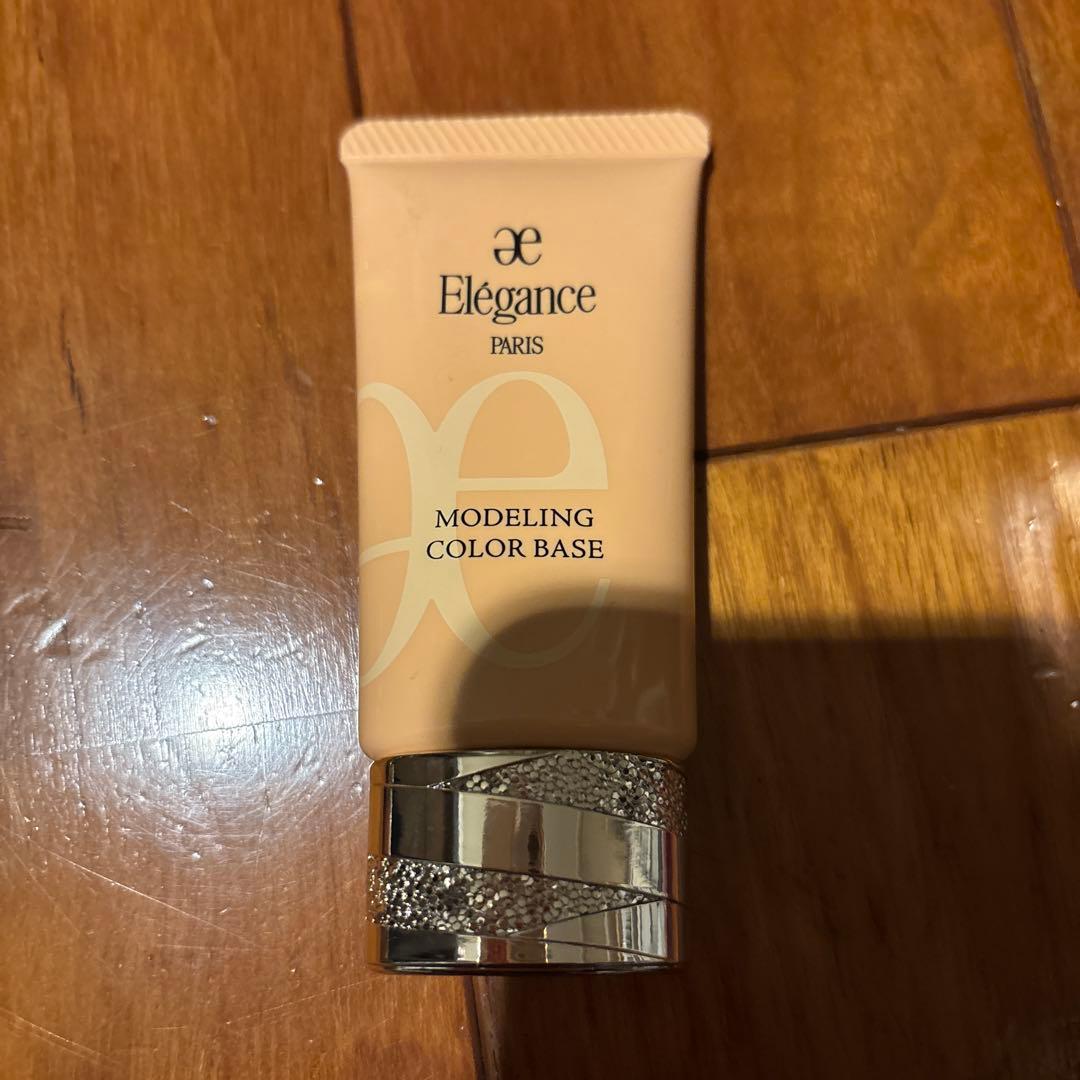 æ
Elégance
PARIS
æ
MODELING
COLOR BASE